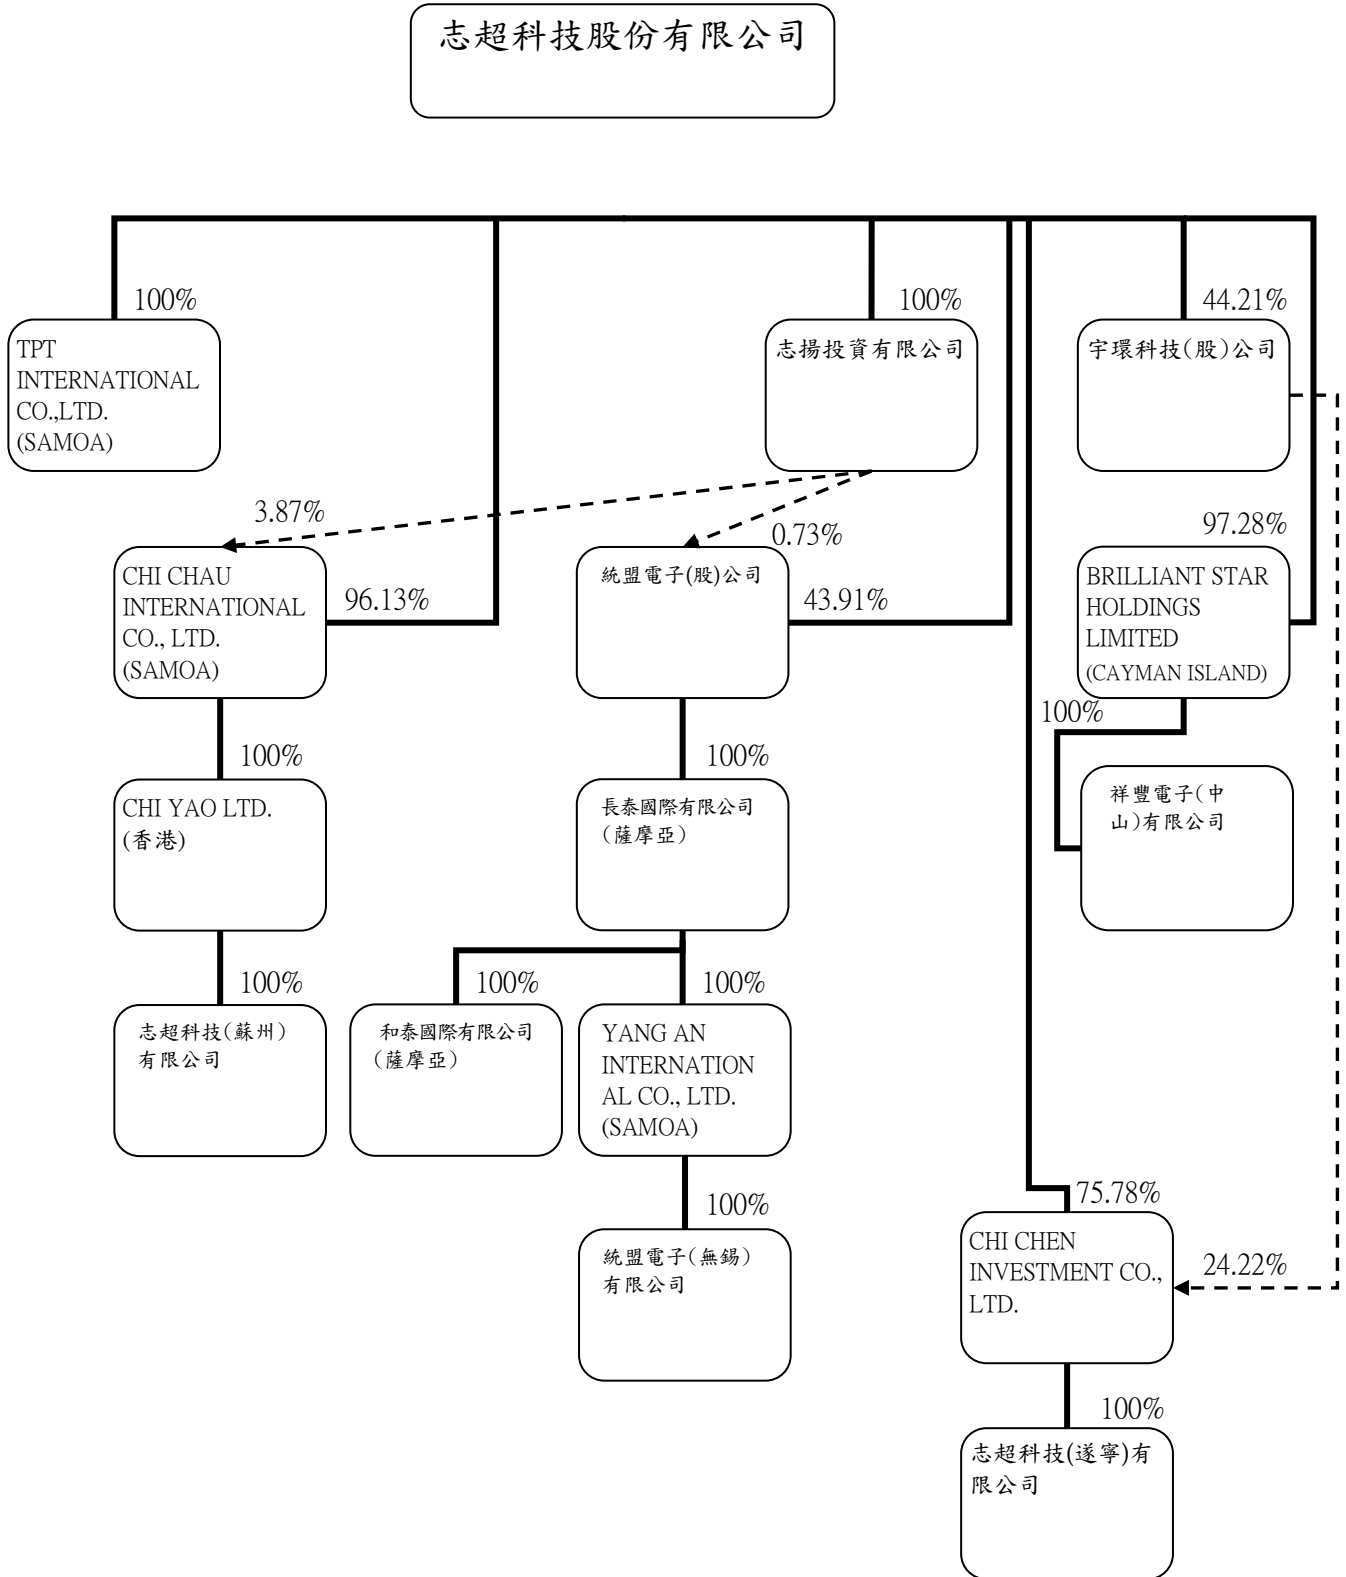 志超科技股份有限公司
100%
100%
44.21%
TPT
INTERNATIONAL
CO.,LTD.
(SAMOA)
志揚投資有限公司
宇環科技(股)公司
3.87%
0.73%
97.28%
CHI CHAU
INTERNATIONAL
CO., LTD.
(SAMOA)
96.13%
統盟電子(股)公司
43.91%
BRILLIANT STAR
HOLDINGS
LIMITED
(CAYMAN ISLAND)
100%
100%
100%
CHI YAO LTD.
(香港)
長泰國際有限公司
(薩摩亞)
祥豐電子(中
山)有限公司
100%
100%
100%
志超科技(蘇州)
有限公司
和泰國際有限公司
(薩摩亞)
YANG AN
INTERNATION
AL CO., LTD.
(SAMOA)
100%
75.78%
統盟電子(無錫)
有限公司
CHI CHEN
INVESTMENT CO.,
LTD.
24.22%
100%
志超科技(遂寧)有
限公司